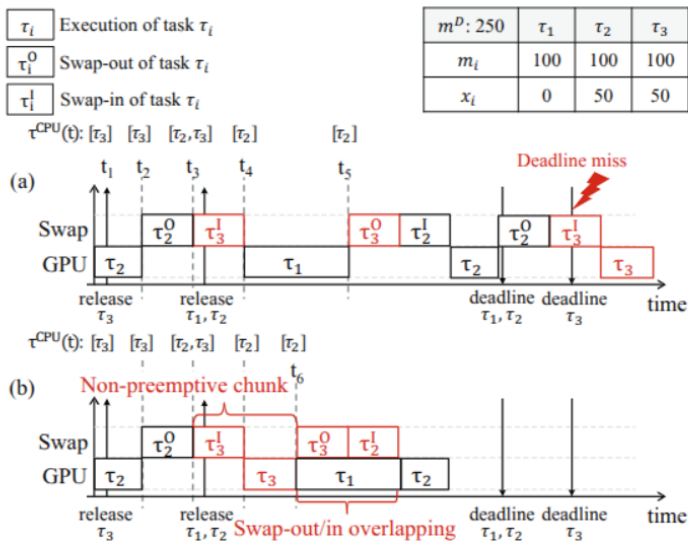 τᵢ Execution of task τᵢ
τᵢᴼ Swap-out of task τᵢ
τᵢᴵ Swap-in of task τᵢ
mᴰ: 250 τ₁ τ₂ τ₃
mᵢ 100 100 100
xᵢ 0 50 50
τᶜᴾᵁ(t): [τ₃] [τ₃] [τ₂,τ₃] [τ₂] [τ₂]
t₁ t₂ t₃ t₄ t₅
Deadline miss
(a)
Swap τ₂ᴼ τ₃ᴵ τ₃ᴼ τ₂ᴵ τ₂ᴼ τ₃ᴵ
GPU τ₂ τ₁ τ₂ τ₃
release release deadline deadline time
τ₃ τ₁, τ₂ τ₁, τ₂ τ₃
τᶜᴾᵁ(t): [τ₃] [τ₃] [τ₂,τ₃] [τ₂] [τ₂]
t₆
(b) Non-preemptive chunk
Swap τ₂ᴼ τ₃ᴵ τ₃ᴼ τ₂ᴵ
GPU τ₂ τ₃ τ₁ τ₂
release release deadline deadline time
τ₃ τ₁, τ₂ Swap-out/in overlapping τ₁, τ₂ τ₃